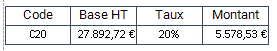 Code Base HT Taux Montant
C20 27.892,72 € 20% 5.578,53 €